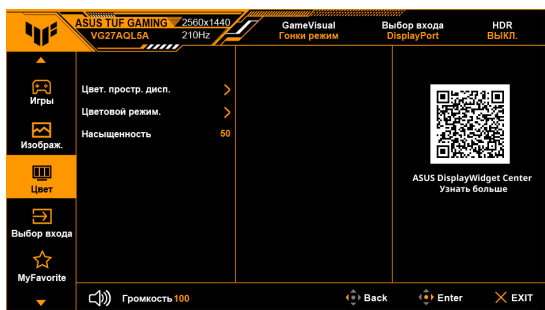 ASUS TUF GAMING 2560x1440
VG27AQL5A 210Hz
GameVisual
Гонки режим
Выбор входа
DisplayPort
HDR
ВЫКЛ.
Игры
Изображ.
Цвет
Выбор входа
MyFavorite
Цвет. простр. дисп.
Цветовой режим.
Насыщенность 50
ASUS DisplayWidget Center
Узнать больше
Громкость 100
Back
Enter
EXIT